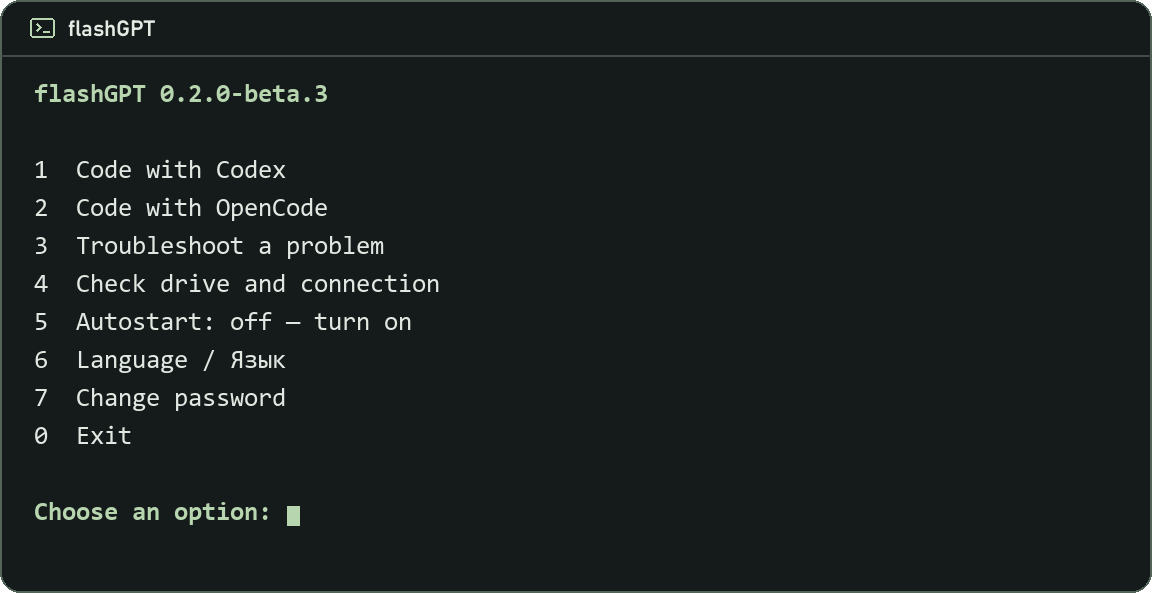 flashGPT
flashGPT 0.2.0-beta.3
1 Code with Codex
2 Code with OpenCode
3 Troubleshoot a problem
4 Check drive and connection
5 Autostart: off — turn on
6 Language / Язык
7 Change password
0 Exit
Choose an option: